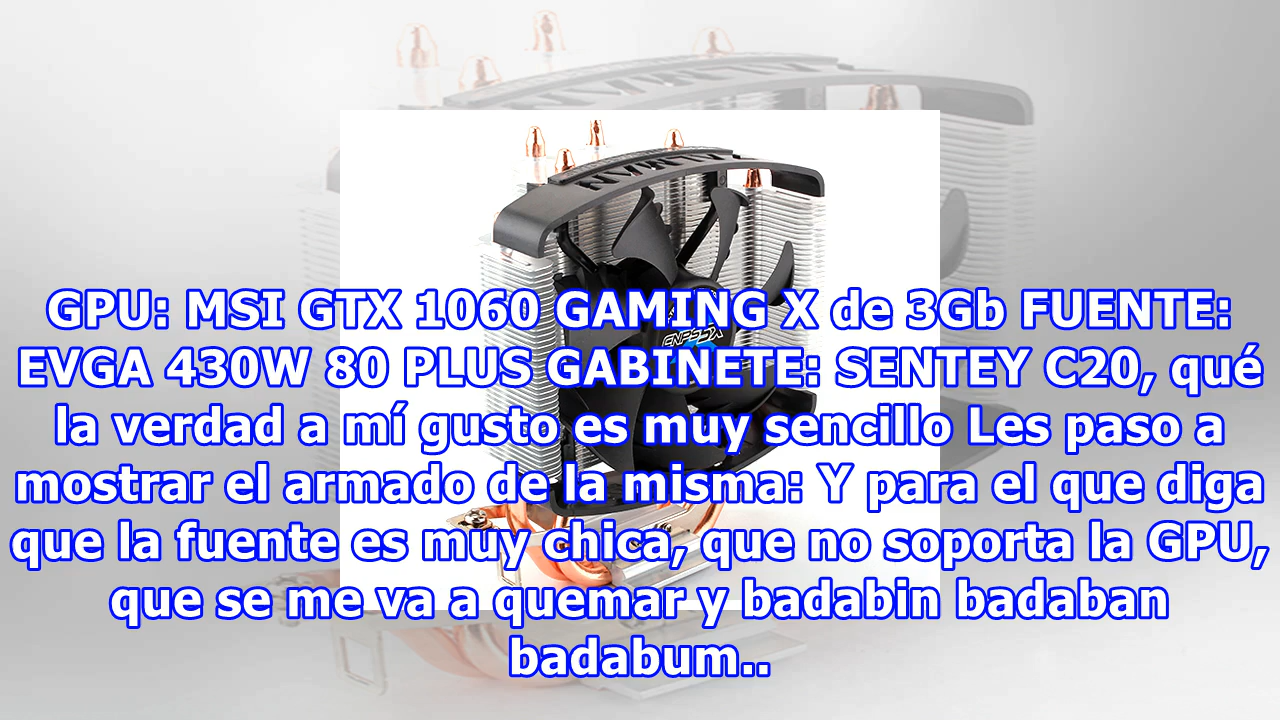 ZALMAN
CNPS5X
GPU: MSI GTX 1060 GAMING X de 3Gb FUENTE:
EVGA 430W 80 PLUS GABINETE: SENTEY C20, qué
la verdad a mí gusto es muy sencillo Les paso a
mostrar el armado de la misma: Y para el que diga
que la fuente es muy chica, que no soporta la GPU,
que se me va a quemar y badabin badaban
badabum..